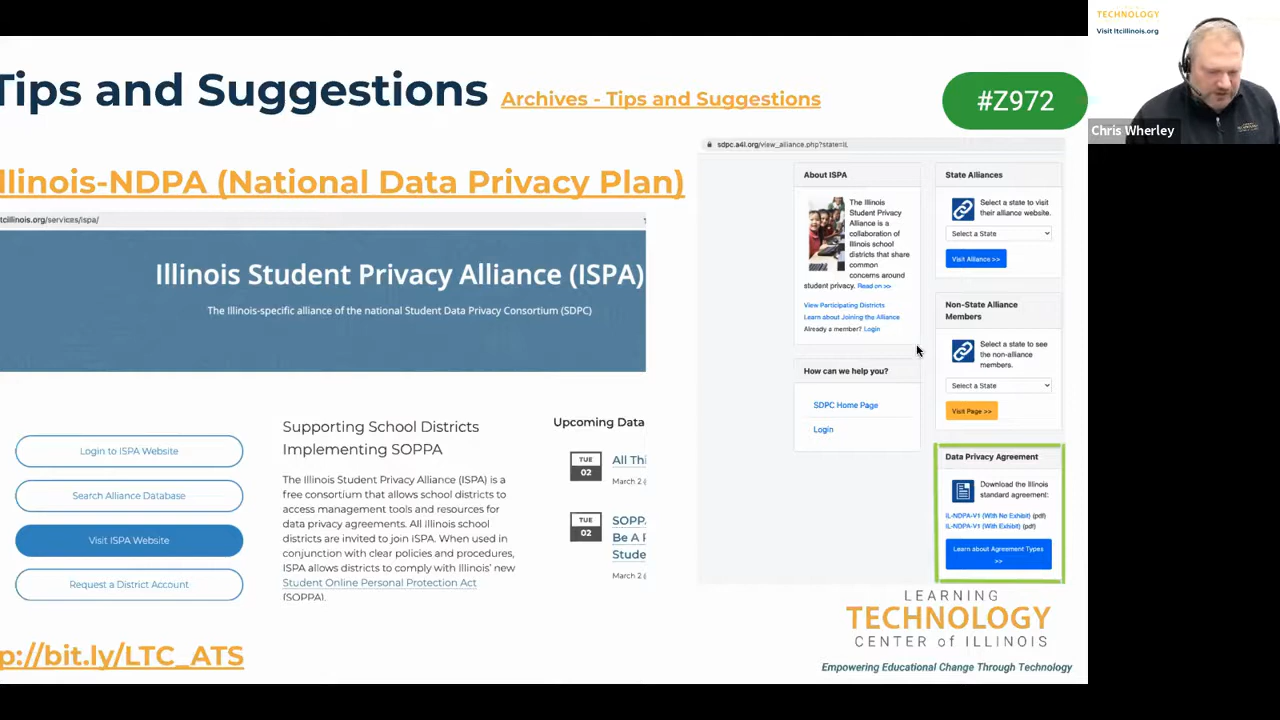 TECHNOLOGY
Visit ltcillinois.org
Chris Wherley
Tips and Suggestions
Archives - Tips and Suggestions
#Z972
llinois-NDPA (National Data Privacy Plan)
tcillinois.org/services/ispa/
Illinois Student Privacy Alliance (ISPA)
The Illinois-specific alliance of the national Student Data Privacy Consortium (SDPC)
Login to ISPA Website
Search Alliance Database
Visit ISPA Website
Request a District Account
Supporting School Districts
Implementing SOPPA
The Illinois Student Privacy Alliance (ISPA) is a
free consortium that allows school districts to
access management tools and resources for
data privacy agreements. All illinois school
districts are invited to join ISPA. When used in
conjunction with clear policies and procedures,
ISPA allows districts to comply with Illinois' new
Student Online Personal Protection Act
(SOPPA).
Upcoming Data
TUE
02
All Thi
March 2 @
TUE
02
SOPP
Be A
Stude
March 2 @
sdpc.a4l.org/view_alliance.php?state=IL
About ISPA
The Illinois
Student Privacy
Alliance is a
collaboration of
Illinois school
districts that share
common
concerns around
student privacy. Read on >>
View Participating Districts
Learn about Joining the Alliance
Already a member? Login
How can we help you?
SDPC Home Page
Login
State Alliances
Select a state to visit
their alliance website.
Select a State
Visit Alliance >>
Non-State Alliance
Members
Select a state to see
the non-alliance
members.
Select a State
Visit Page >>
Data Privacy Agreement
Download the Illinois
standard agreement:
IL-NDPA-V1 (With No Exhibit) (pdf)
IL-NDPA-V1 (With Exhibit) (pdf)
Learn about Agreement Types
>>
p://bit.ly/LTC_ATS
LEARNING
TECHNOLOGY
CENTER of ILLINOIS
Empowering Educational Change Through Technology